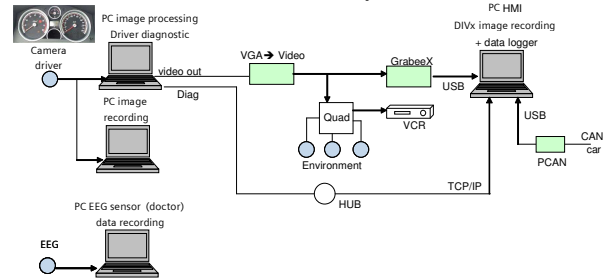 PC image processing
Driver diagnostic
Camera
driver
video out
Diag
PC image
recording
VGA➔ Video
GrabeeX
USB
PC HMI
DIVx image recording
+ data logger
Quad
VCR
Environment
USB
CAN
car
PCAN
TCP/IP
HUB
PC EEG sensor (doctor)
data recording
EEG